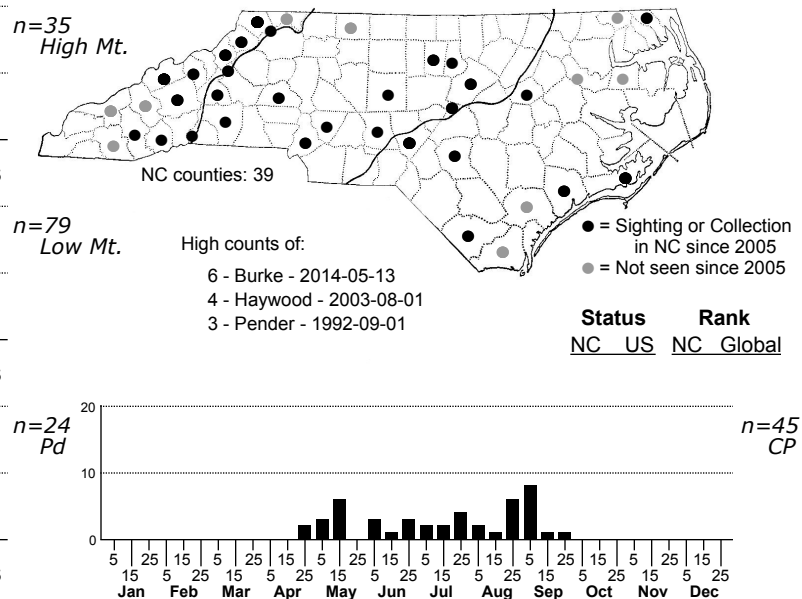 n=35
High Mt.
NC counties: 39
n=79
Low Mt.
High counts of:
6 - Burke - 2014-05-13
4 - Haywood - 2003-08-01
3 - Pender - 1992-09-01
= Sighting or Collection
in NC since 2005
= Not seen since 2005
Status Rank
NC US NC Global
n=24
Pd
n=45
CP
20
10
0
5 25 15 5 25 15 5 25 15 5 25 15 5 25 15 5 25 15
15 5 25 15 5 25 15 5 25 15 5 25 15 5 25 15 5 25
Jan Feb Mar Apr May Jun Jul Aug Sep Oct Nov Dec